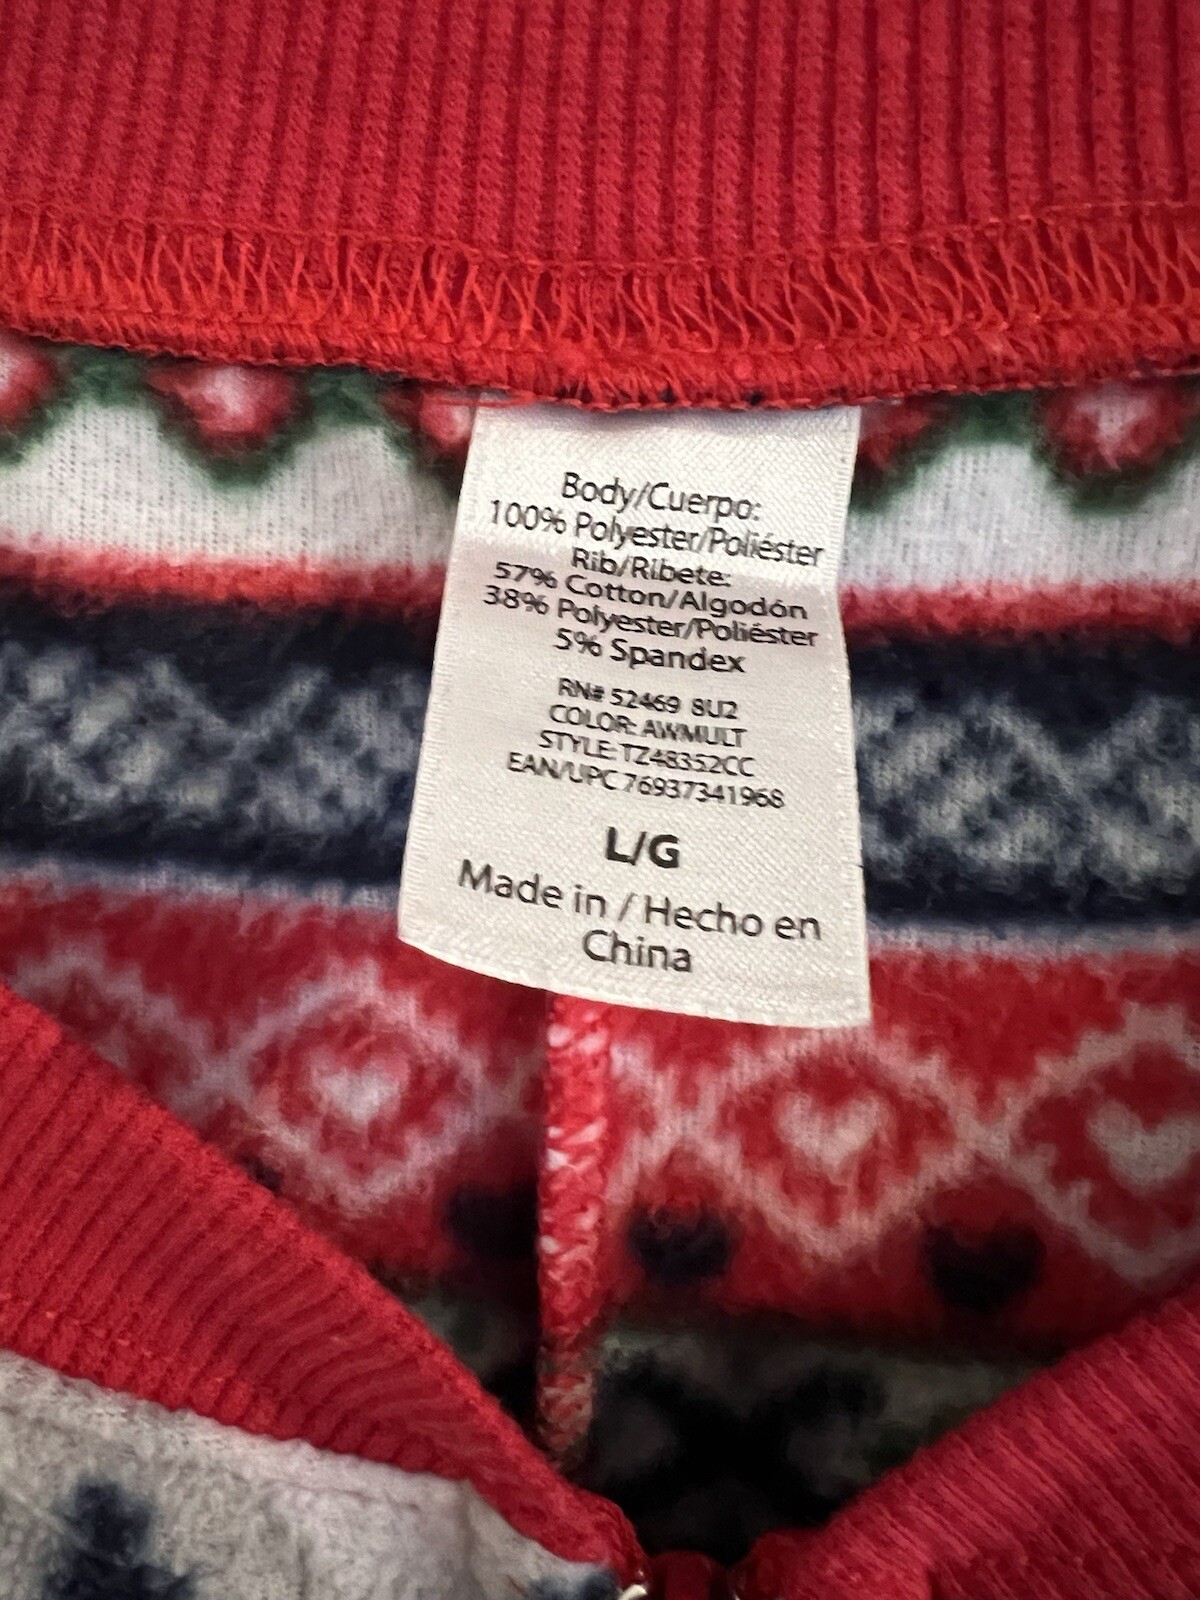 Body/Cuerpo:
100% Polyester/Poliéster
Rib/Ribete:
57% Cotton/Algodón
38% Polyester/Poliéster
5% Spandex
RN# 52469 8U2
COLOR: AWMULT
STYLE: TZ48352CC
EAN/UPC 76937341968
L/G
Made in / Hecho en
China